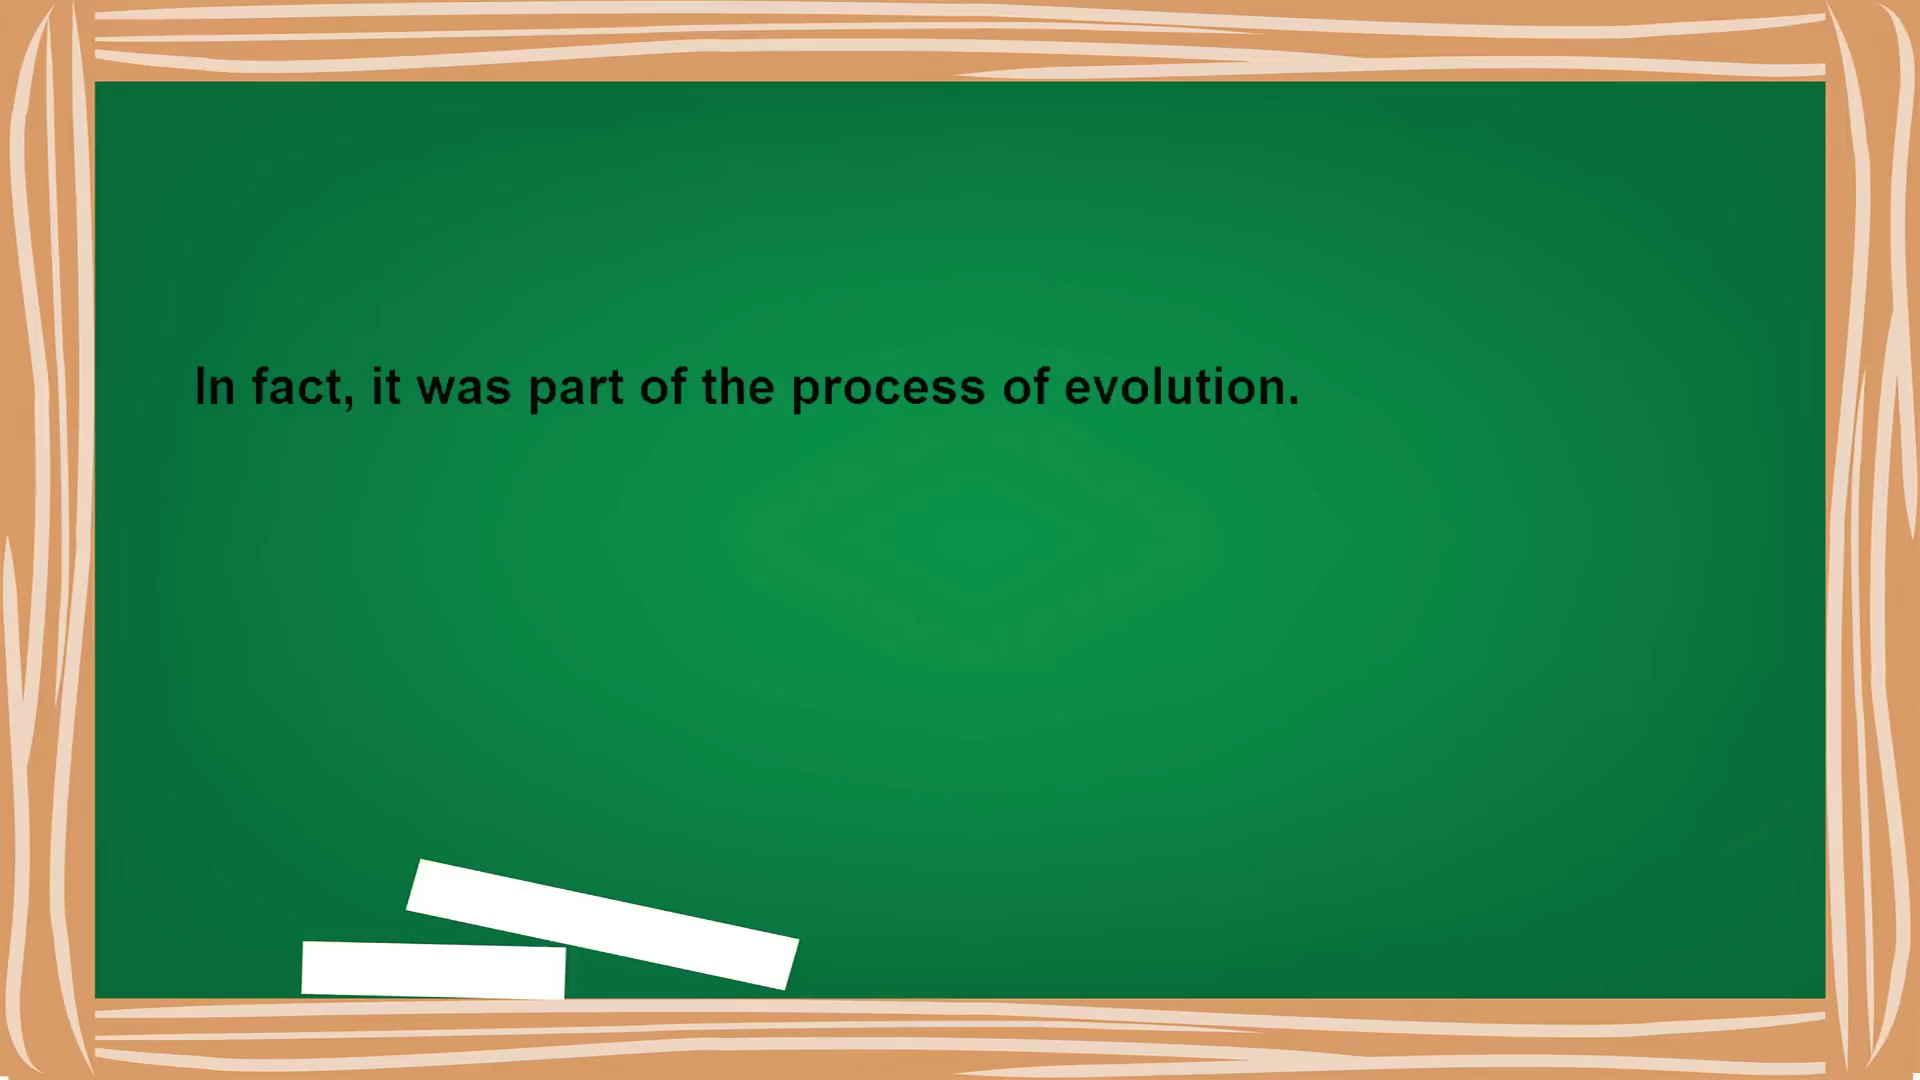 In fact, it was part of the process of evolution.